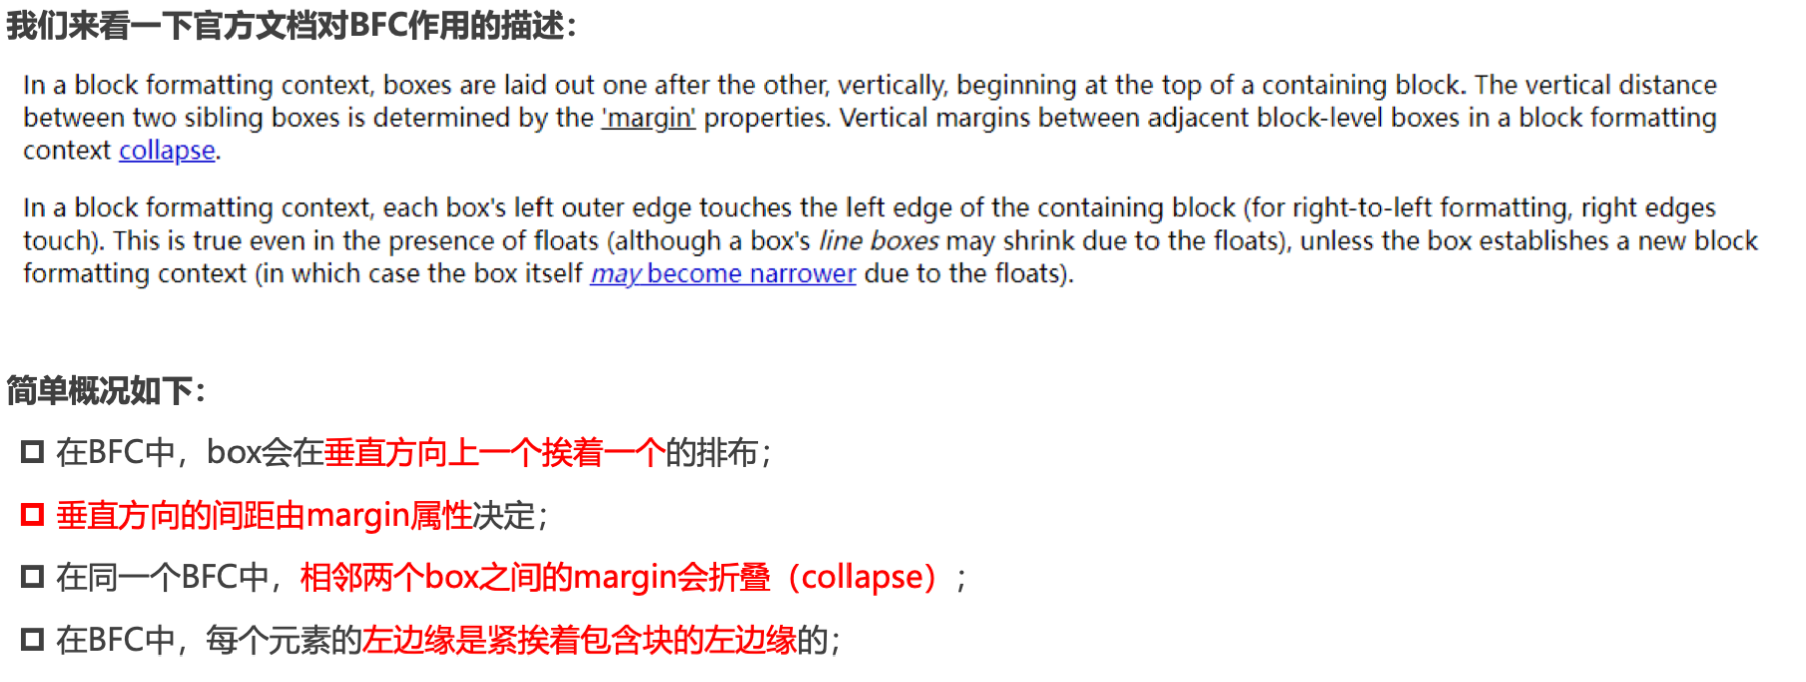 我们来看一下官方文档对BFC作用的描述：
In a block formatting context, boxes are laid out one after the other, vertically, beginning at the top of a containing block. The vertical distance
between two sibling boxes is determined by the 'margin' properties. Vertical margins between adjacent block-level boxes in a block formatting
context collapse.
In a block formatting context, each box's left outer edge touches the left edge of the containing block (for right-to-left formatting, right edges
touch). This is true even in the presence of floats (although a box's line boxes may shrink due to the floats), unless the box establishes a new block
formatting context (in which case the box itself may become narrower due to the floats).
简单概况如下：
在BFC中，box会在垂直方向上一个挨着一个的排布；
垂直方向的间距由margin属性决定；
在同一个BFC中，相邻两个box之间的margin会折叠（collapse）；
在BFC中，每个元素的左边缘是紧挨着包含块的左边缘的；